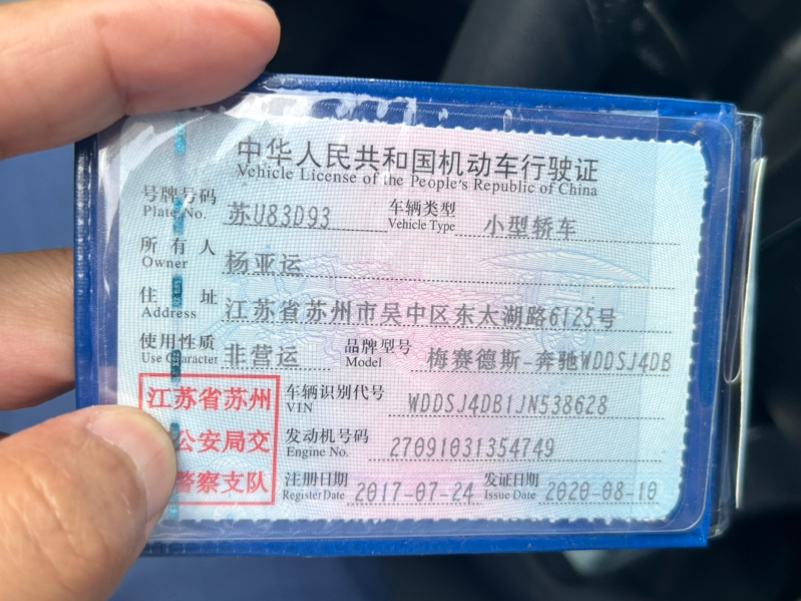 中华人民共和国机动车行驶证
Vehicle License of the People's Republic of China
号牌号码 苏U83D93 车辆类型 小型轿车
Plate No. Vehicle Type
所有人 杨亚运
Owner
住址 江苏省苏州市吴中区东太湖路6125号
Address
使用性质 非营运 品牌型号 梅赛德斯-奔驰WDDSJ4DB
Use Character Model
江苏省苏州 车辆识别代号 WDDSJ4DB1JN538628
VIN
公安局交 发动机号码 27091031354749
Engine No.
警察支队 注册日期 2017-07-24 发证日期 2020-08-10
Register Date Issue Date